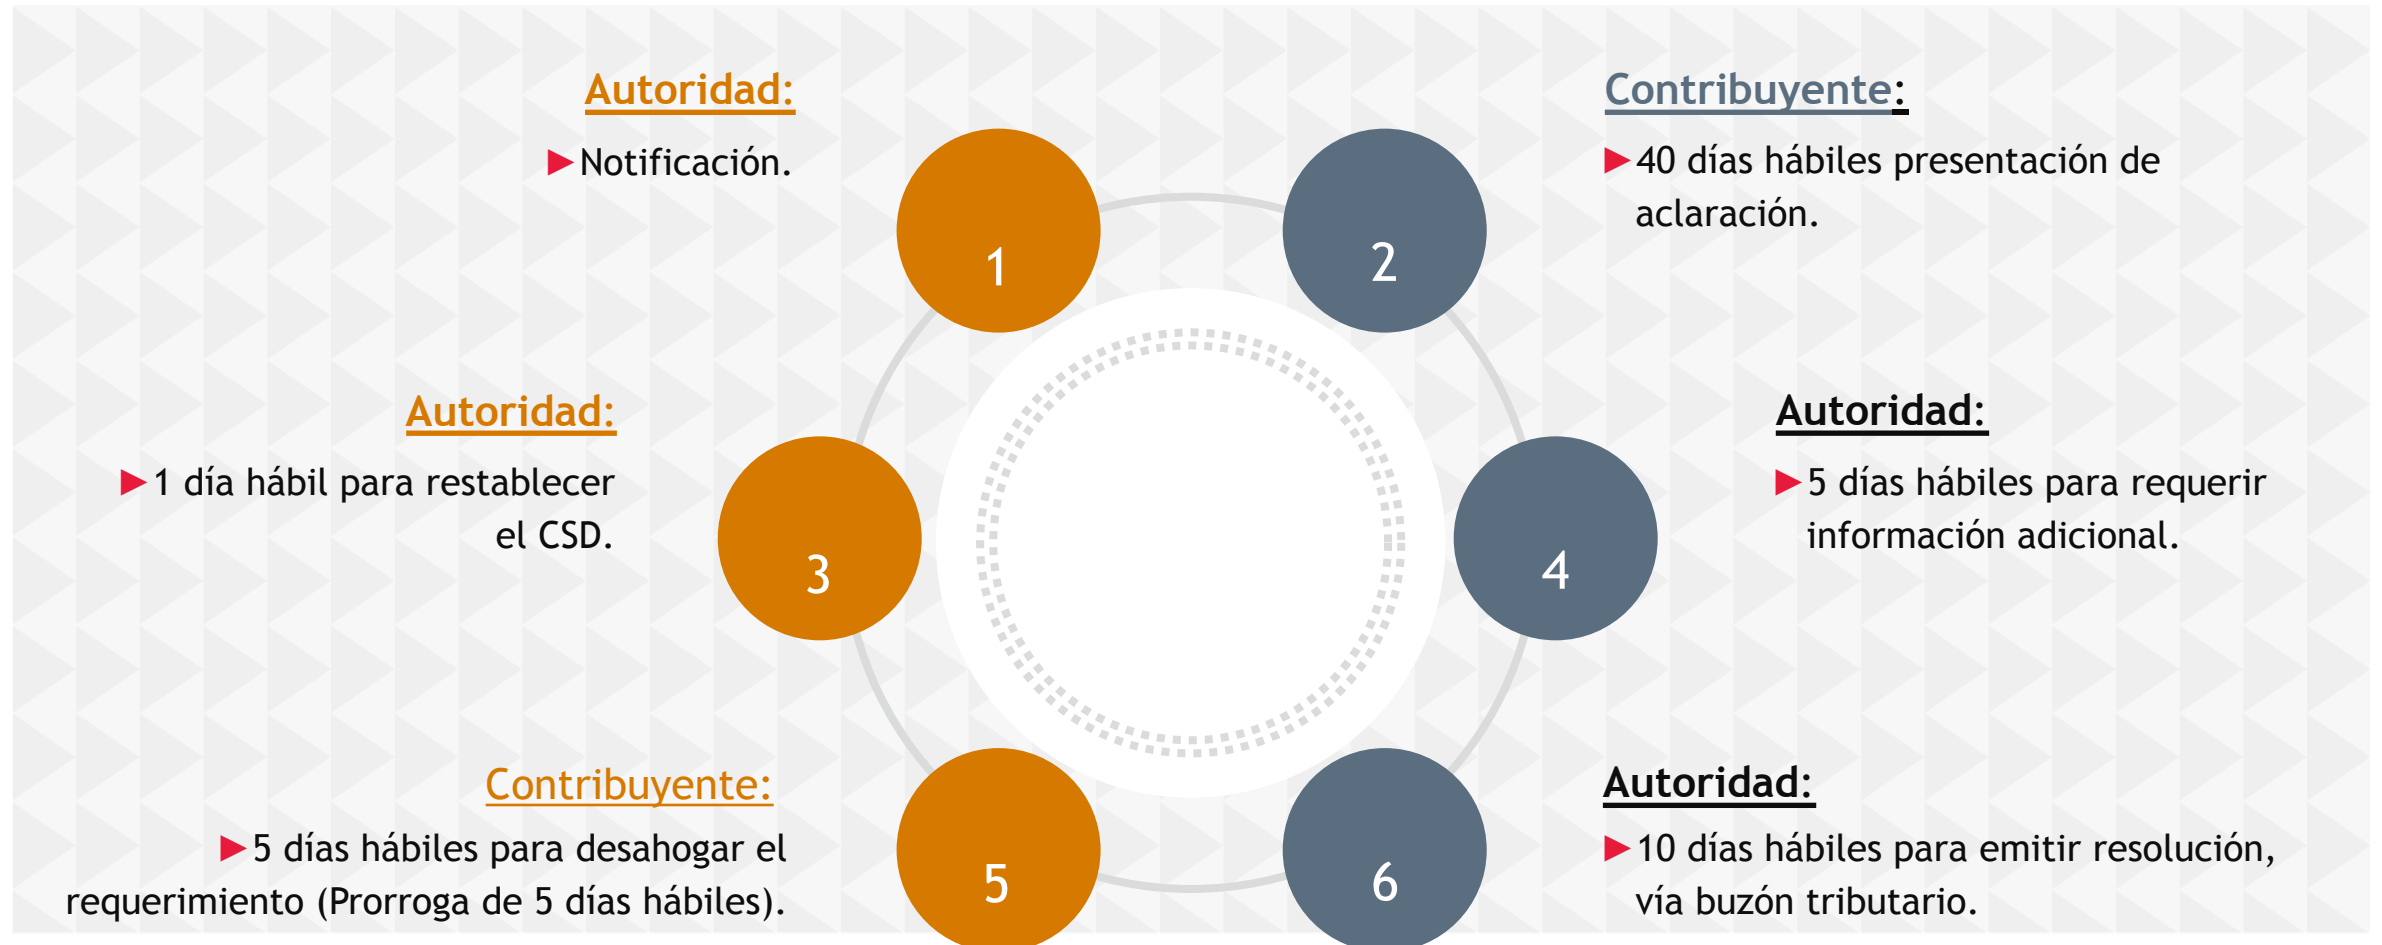 Autoridad:
►Notificación.
1
Contribuyente:
►40 días hábiles presentación de
aclaración.
2
Autoridad:
►1 día hábil para restablecer
el CSD.
3
Autoridad:
►5 días hábiles para requerir
información adicional.
4
Contribuyente:
►5 días hábiles para desahogar el
requerimiento (Prorroga de 5 días hábiles).
5
Autoridad:
►10 días hábiles para emitir resolución,
vía buzón tributario.
6